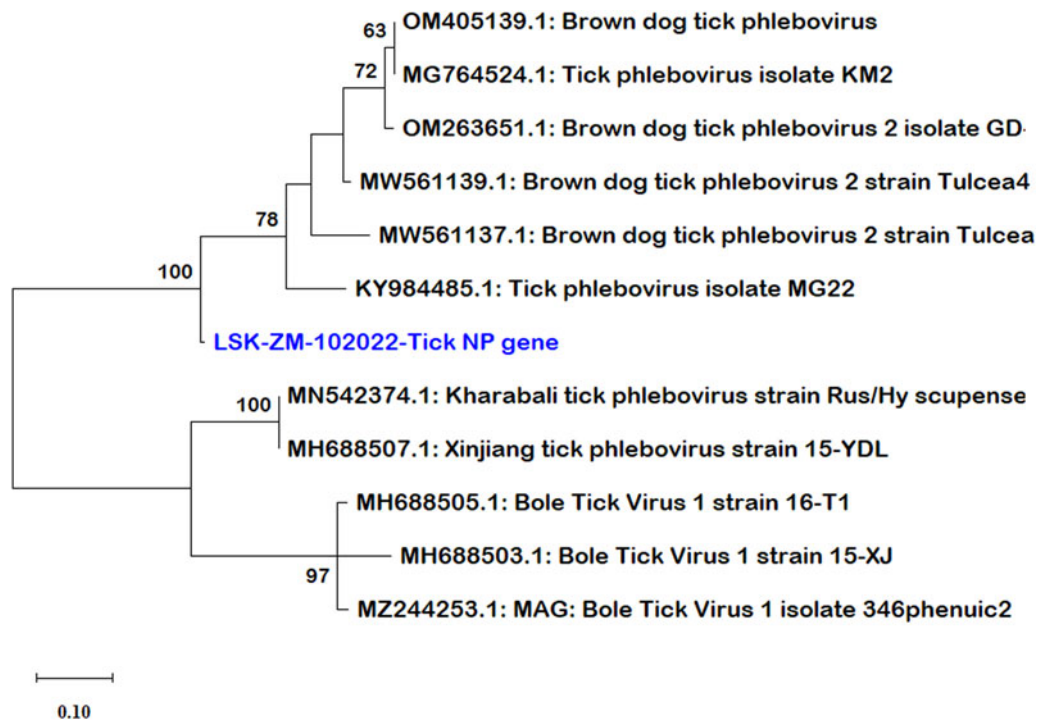 63
OM405139.1: Brown dog tick phlebovirus
72
MG764524.1: Tick phlebovirus isolate KM2
OM263651.1: Brown dog tick phlebovirus 2 isolate GD-
MW561139.1: Brown dog tick phlebovirus 2 strain Tulcea4
78
MW561137.1: Brown dog tick phlebovirus 2 strain Tulcea
100
KY984485.1: Tick phlebovirus isolate MG22
LSK-ZM-102022-Tick NP gene
100
MN542374.1: Kharabali tick phlebovirus strain Rus/Hy scupense
MH688507.1: Xinjiang tick phlebovirus strain 15-YDL
MH688505.1: Bole Tick Virus 1 strain 16-T1
MH688503.1: Bole Tick Virus 1 strain 15-XJ
97
MZ244253.1: MAG: Bole Tick Virus 1 isolate 346phenuic2
0.10